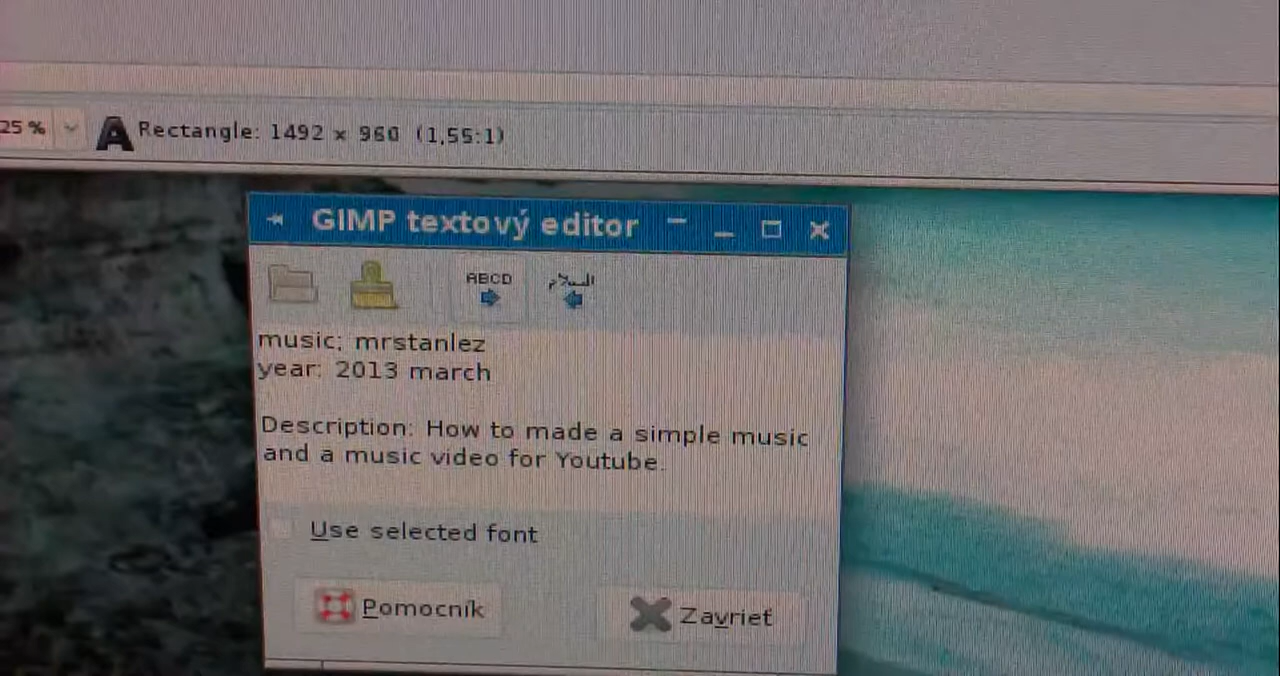 25 %
Rectangle: 1492 × 960 (1,55:1)
GIMP textový editor
ABCD
السلام
music: mrstanlez
year: 2013 march
Description: How to made a simple music
and a music video for Youtube.
Use selected font
Pomocník
Zavrieť